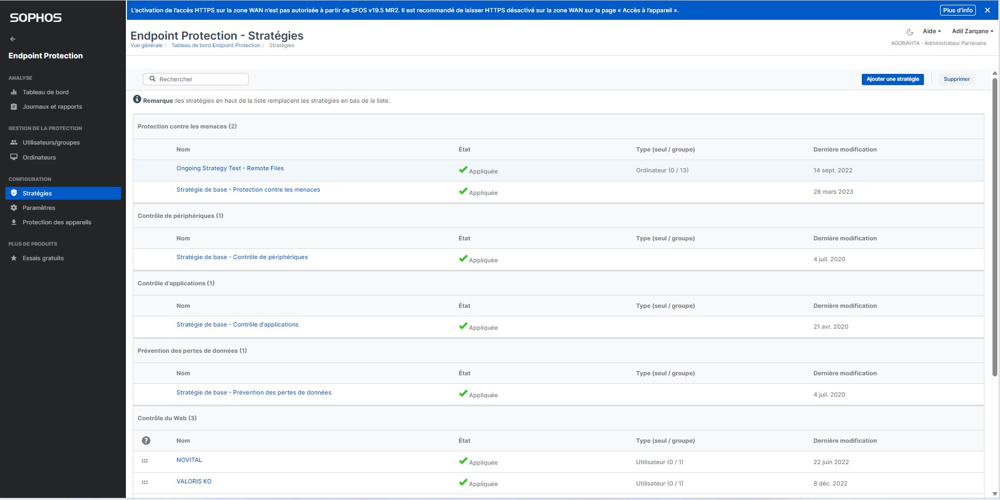 L'activation de l'accès HTTPS sur la zone WAN n'est pas autorisée à partir de SFOS v19.5 MR2. Il est recommandé de laisser HTTPS désactivé sur la zone WAN sur la page « Accès à l'appareil ».
Plus d'info
SOPHOS
Endpoint Protection
ANALYSE
Tableau de bord
Journaux et rapports
GESTION DE LA PROTECTION
Utilisateurs/groupes
Ordinateurs
CONFIGURATION
Stratégies
Paramètres
Protection des appareils
PLUS DE PRODUITS
Essais gratuits
Endpoint Protection - Stratégies
Vue générale / Tableau de bord Endpoint Protection / Stratégies
Aide
Adil Zarqane
AGORAVITA · Administrateur Partenaire
Rechercher
Ajouter une stratégie
Supprimer
Remarque :les stratégies en haut de la liste remplacent les stratégies en bas de la liste.
Protection contre les menaces (2)
Nom État Type (seul / groupe) Dernière modification
Ongoing Strategy Test - Remote Files Appliquée Ordinateur (0 / 13) 14 sept. 2022
Stratégie de base - Protection contre les menaces Appliquée 28 mars 2023
Contrôle de périphériques (1)
Nom État Type (seul / groupe) Dernière modification
Stratégie de base - Contrôle de périphériques Appliquée 4 juil. 2020
Contrôle d'applications (1)
Nom État Type (seul / groupe) Dernière modification
Stratégie de base - Contrôle d'applications Appliquée 21 avr. 2020
Prévention des pertes de données (1)
Nom État Type (seul / groupe) Dernière modification
Stratégie de base - Prévention des pertes de données Appliquée 4 juil. 2020
Contrôle du Web (3)
Nom État Type (seul / groupe) Dernière modification
NOVITAL Appliquée Utilisateur (0 / 1) 22 juin 2022
VALORIS KO Appliquée Utilisateur (0 / 1) 8 déc. 2022